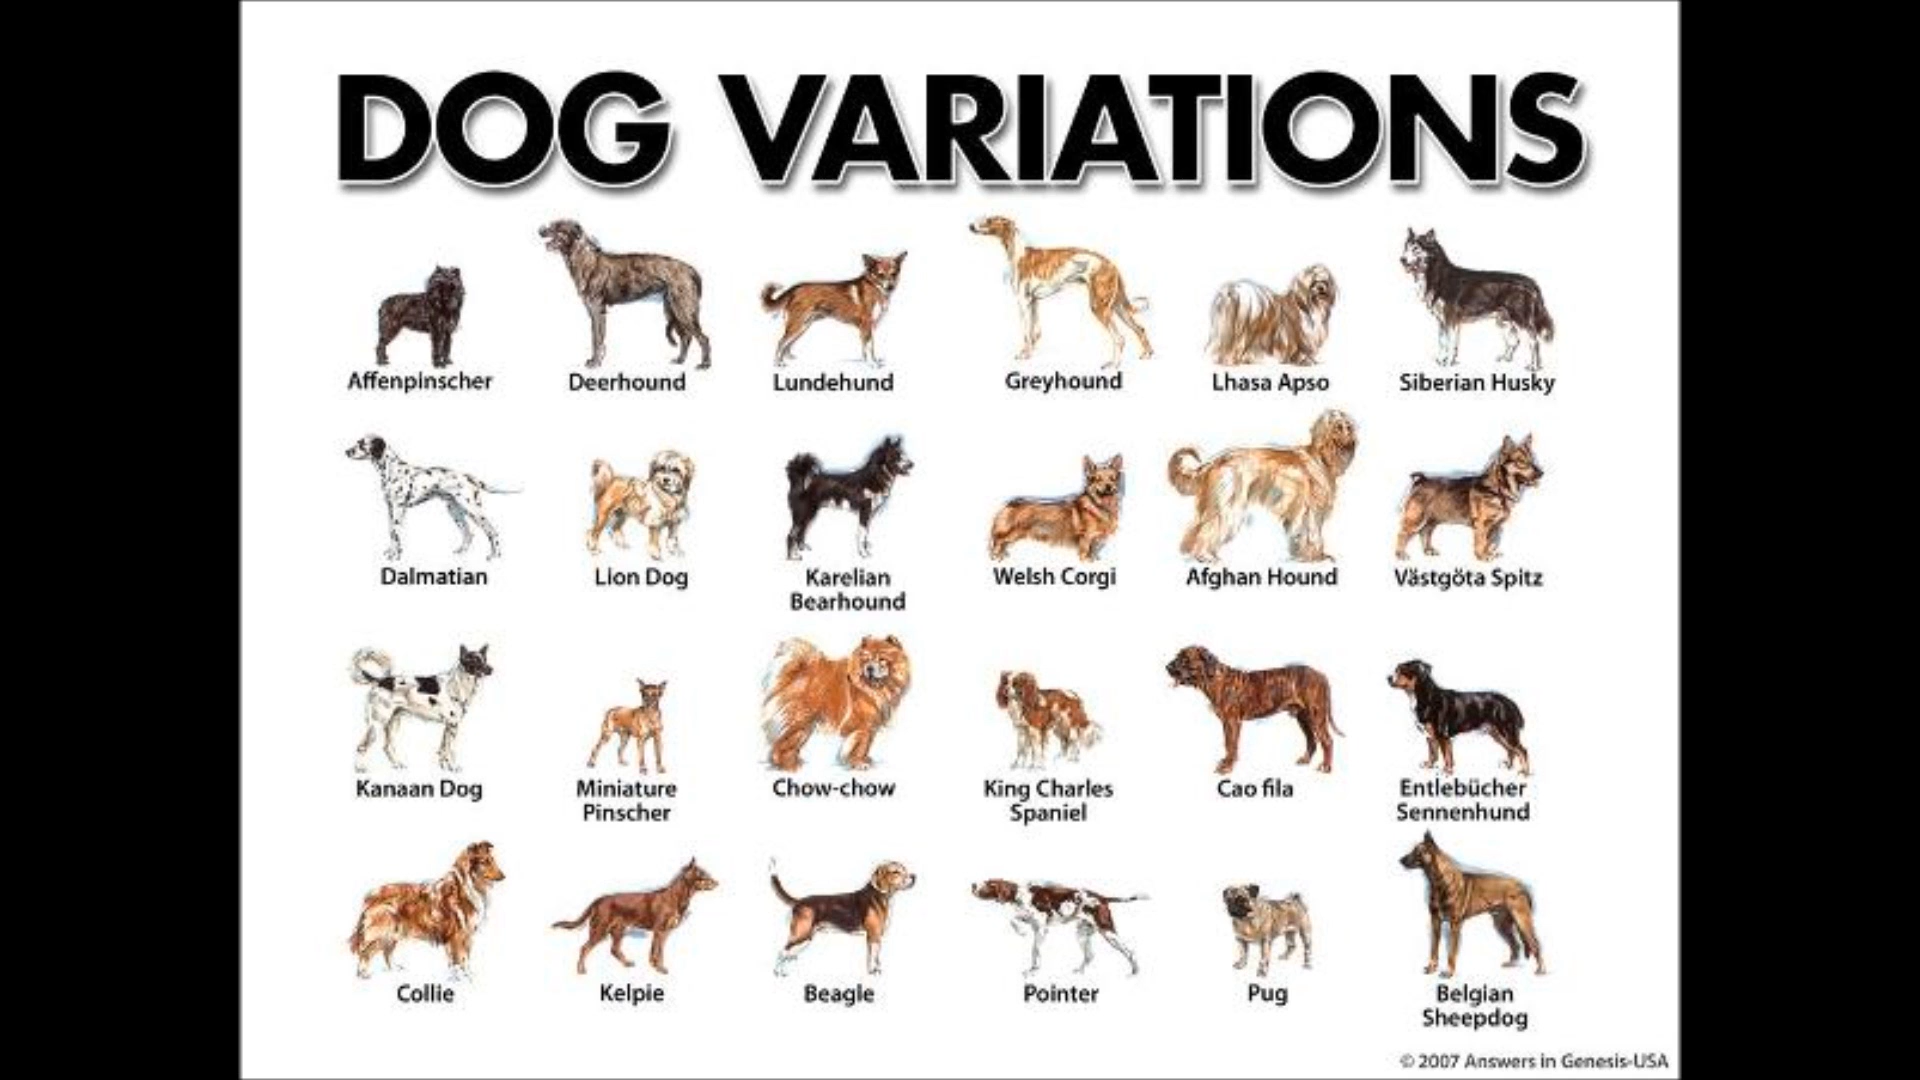 DOG VARIATIONS
Affenpinscher
Deerhound
Lundehund
Greyhound
Lhasa Apso
Siberian Husky
Dalmatian
Lion Dog
Karelian
Bearhound
Welsh Corgi
Afghan Hound
Västgöta Spitz
Kanaan Dog
Miniature
Pinscher
Chow-chow
King Charles
Spaniel
Cao fila
Entlebücher
Sennenhund
Collie
Kelpie
Beagle
Pointer
Pug
Belgian
Sheepdog
© 2007 Answers in Genesis-USA